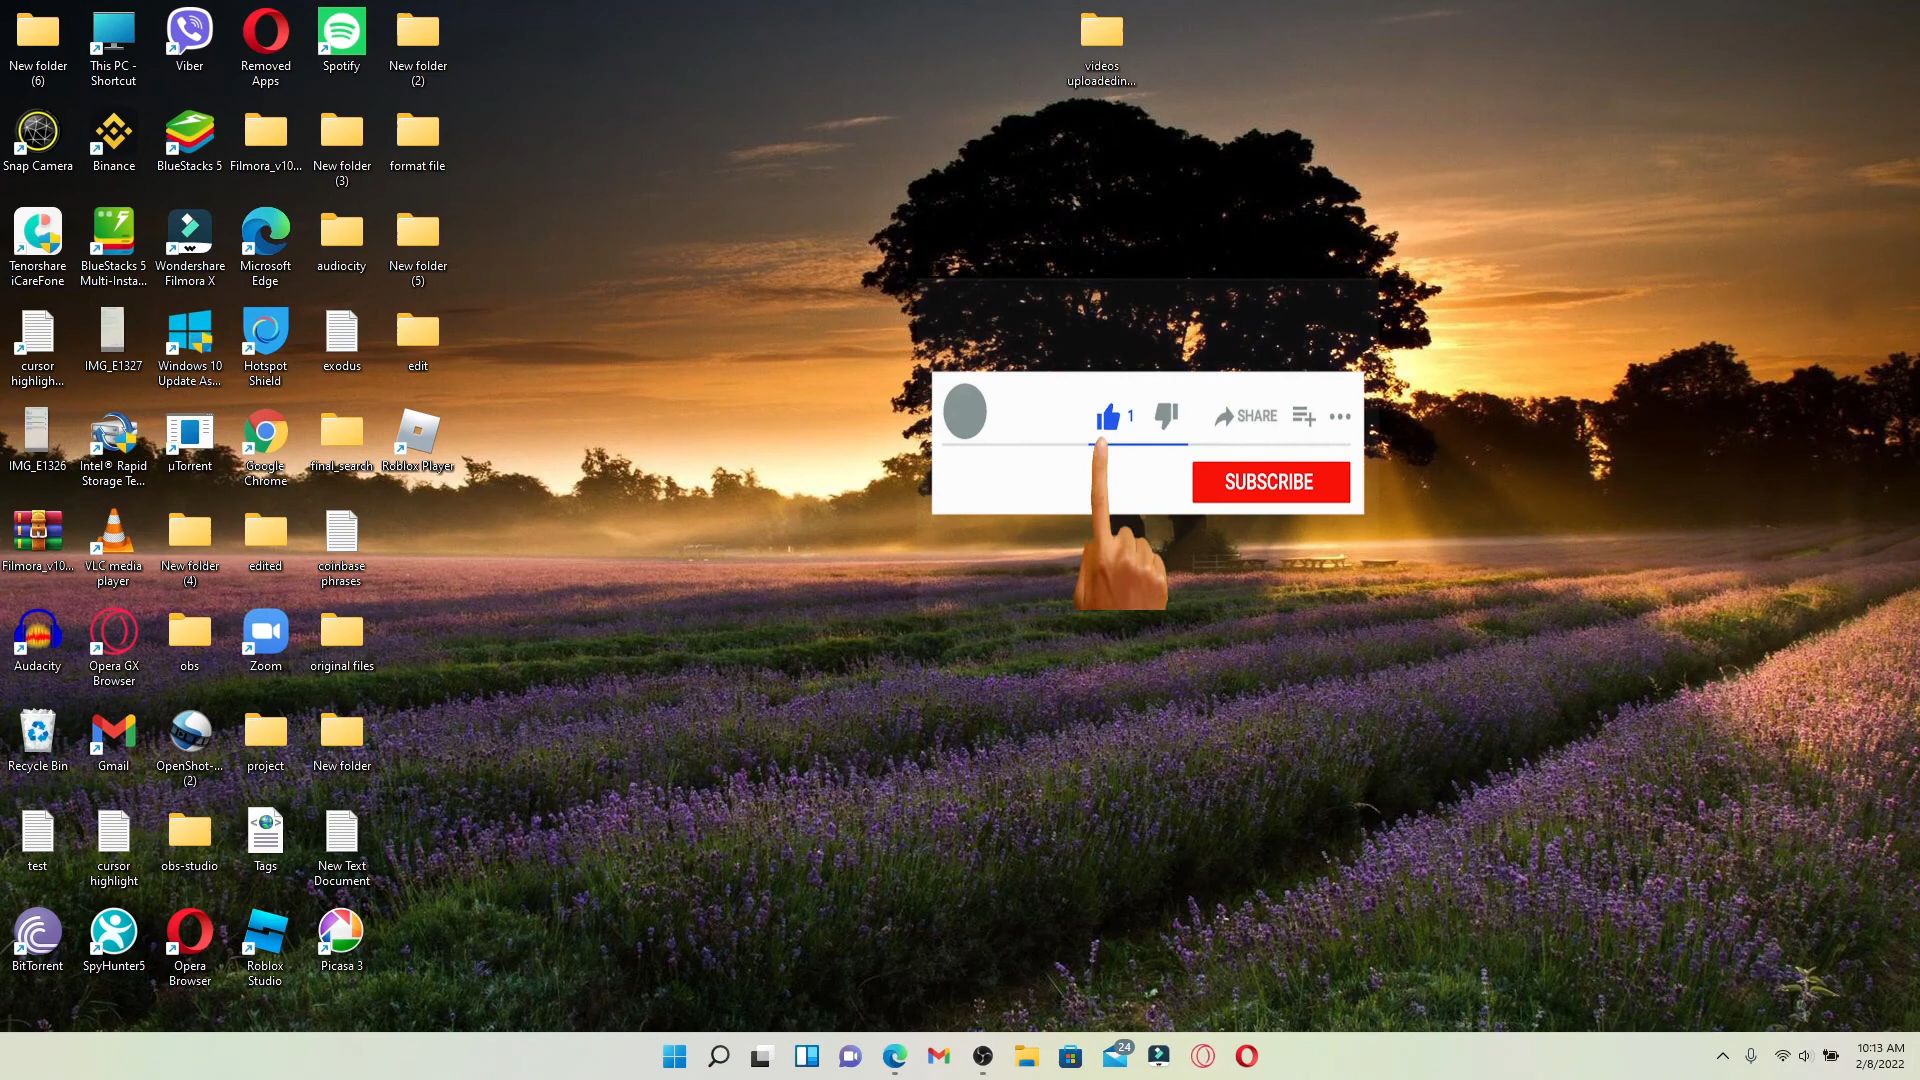 New folder
(6)
This PC -
Shortcut
Viber
Removed
Apps
Spotify
New folder
(2)
videos
uploadedin...
Snap Camera
Binance
BlueStacks 5
Filmora_v10...
New folder
(3)
format file
Tenorshare
iCareFone
BlueStacks 5
Multi-Insta...
Wondershare
Filmora X
Microsoft
Edge
audiocity
New folder
(5)
cursor
highligh...
IMG_E1327
Windows 10
Update As...
Hotspot
Shield
exodus
edit
1
SHARE
SUBSCRIBE
IMG_E1326
Intel® Rapid
Storage Te...
µTorrent
Google
Chrome
final_search
Roblox Player
Filmora_v10...
VLC media
player
New folder
(4)
edited
coinbase
phrases
Audacity
Opera GX
Browser
obs
Zoom
original files
Recycle Bin
Gmail
OpenShot-...
(2)
project
New folder
test
cursor
highlight
obs-studio
Tags
New Text
Document
BitTorrent
SpyHunter5
Opera
Browser
Roblox
Studio
Picasa 3
24
10:13 AM
2/8/2022